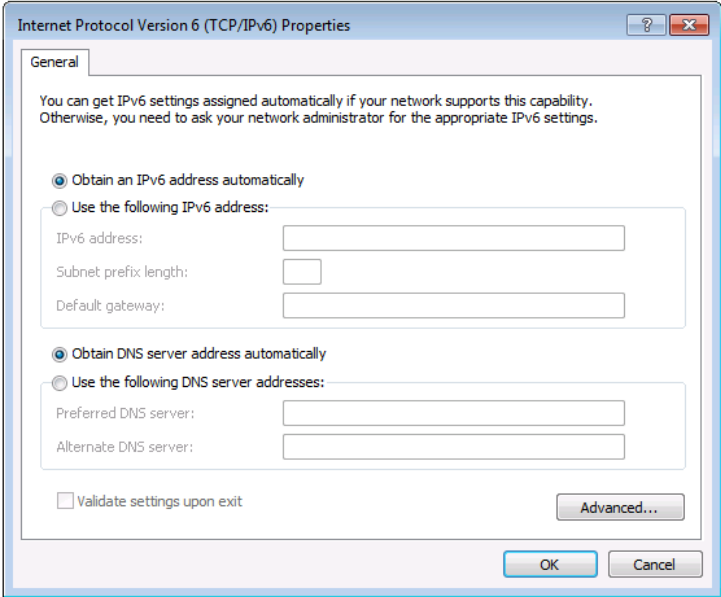 Internet Protocol Version 6 (TCP/IPv6) Properties
?
General
You can get IPv6 settings assigned automatically if your network supports this capability.
Otherwise, you need to ask your network administrator for the appropriate IPv6 settings.
Obtain an IPv6 address automatically
Use the following IPv6 address:
IPv6 address:
Subnet prefix length:
Default gateway:
Obtain DNS server address automatically
Use the following DNS server addresses:
Preferred DNS server:
Alternate DNS server:
Validate settings upon exit
Advanced...
OK
Cancel